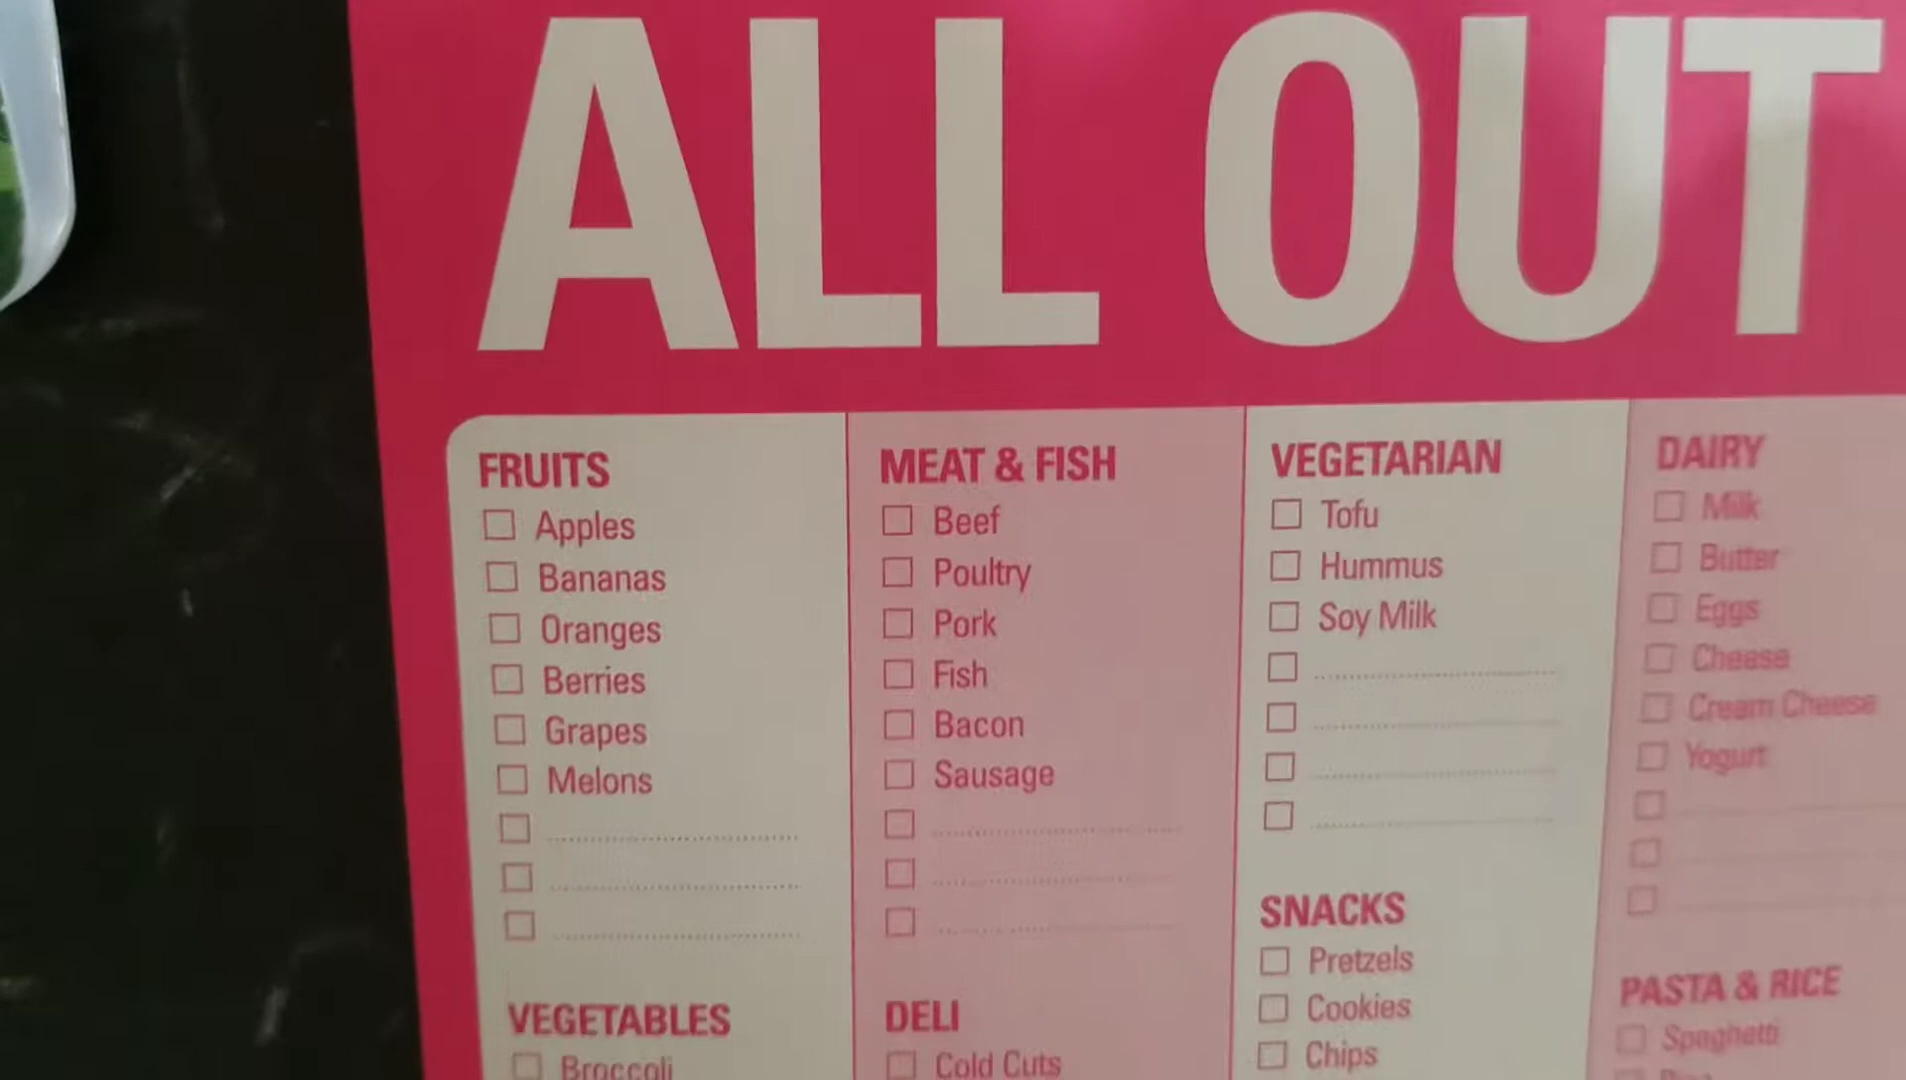 ALL OUT
FRUITS
Apples
Bananas
Oranges
Berries
Grapes
Melons
VEGETABLES
Broccoli
MEAT & FISH
Beef
Poultry
Pork
Fish
Bacon
Sausage
DELI
Cold Cuts
VEGETARIAN
Tofu
Hummus
Soy Milk
SNACKS
Pretzels
Cookies
Chips
DAIRY
Milk
Butter
Eggs
Cheese
Cream Cheese
Yogurt
PASTA & RICE
Spaghetti